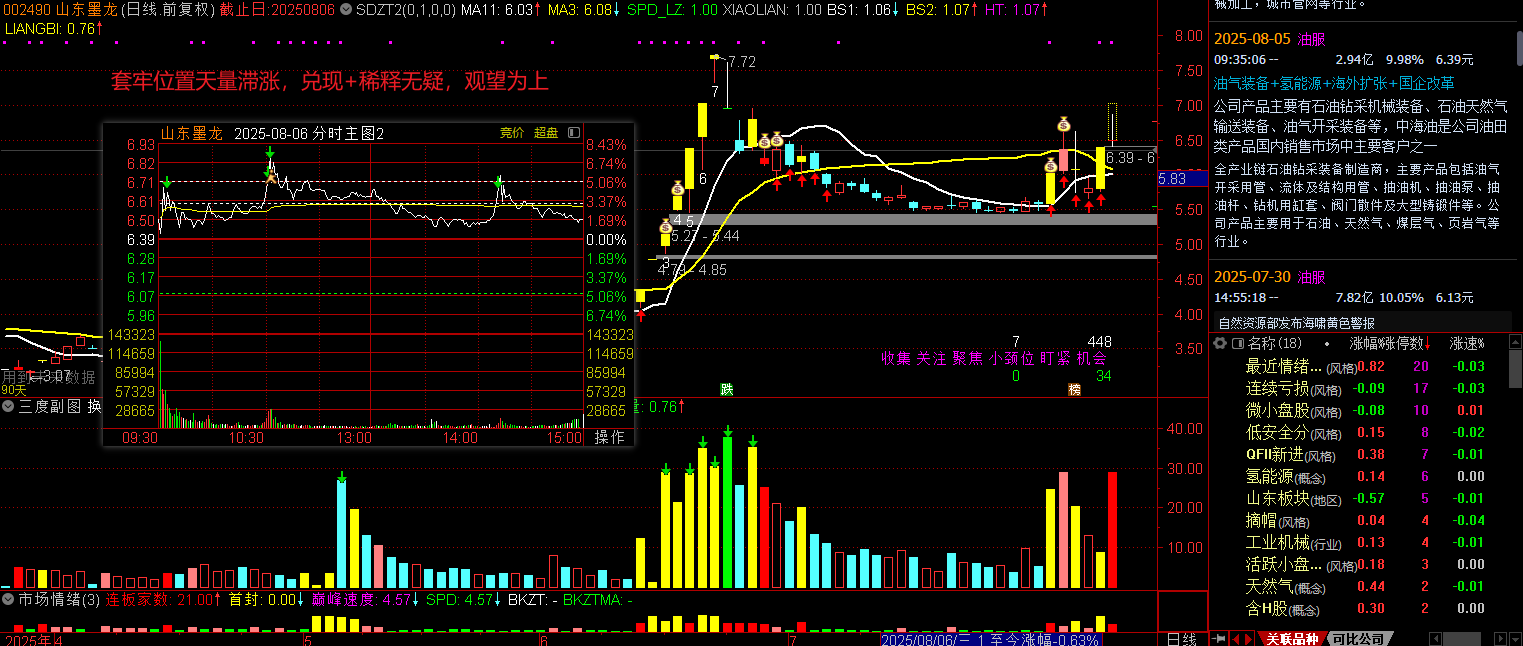 002490 山东墨龙(日线.前复权) 截止日:20250806 SDZT2(0,1,0,0) MA11: 6.03↑ MA3: 6.08↓ SPD_LZ: 1.00 XIAOLIAN: 1.00 BS1: 1.06↓ BS2: 1.07↑ HT: 1.07↑
LIANGBI: 0.76↑
套牢位置天量滞涨，兑现+稀释无疑，观望为上
7.72
7
6
4 5
5.27 - 5.44
3
4.79 - 4.85
6.39 - 6
8.00
7.50
7.00
6.50
5.83
5.50
5.00
4.50
4.00
3.50
山东墨龙 2025-08-06 分时主图2 竞价 超盘
6.93 8.43%
6.82 6.74%
6.71 5.06%
6.61 3.37%
6.50 1.69%
6.39 0.00%
6.28 1.69%
6.17 3.37%
6.07 5.06%
5.96 6.74%
143323 143323
114659 114659
85994 85994
57329 57329
28665 28665
09:30 10:30 13:00 14:00 15:00 操作
3.07
90天
7 448
收集 关注 聚焦 小颈位 盯紧 机会
0 34
跌 榜
三度副图 换
量: 0.76↑
40.00
30.00
20.00
10.00
市场情绪(3) 连板家数: 21.00↑ 首封: 0.00↓ 巅峰速度: 4.57↓ SPD: 4.57↓ BKZT: - BKZTMA: -
2025年 4 5 6 7 2025/08/06/三 1 至今涨幅-0.63% 日线
械加工，城市管网等行业。
2025-08-05 油服
09:35:06 -- 2.94亿 9.98% 6.39元
油气装备+氢能源+海外扩张+国企改革
公司产品主要有石油钻采机械装备、石油天然气
输送装备、油气开采装备等，中海油是公司油田
类产品国内销售市场中主要客户之一
全产业链石油钻采装备制造商，主要产品包括油气
开采用管、流体及结构用管、抽油机、抽油泵、抽
油杆、钻机用缸套、阀门散件及大型铸锻件等。公
司产品主要用于石油、天然气、煤层气、页岩气等
行业。
2025-07-30 油服
14:55:18 -- 7.82亿 10.05% 6.13元
自然资源部发布海啸黄色警报
名称(18) 涨幅% 涨停数↓ 涨速%
最近情绪...(风格) 0.82 20 -0.03
连续亏损(风格) -0.09 17 -0.03
微小盘股(风格) -0.08 10 0.01
低安全分(风格) 0.15 8 -0.02
QFII新进(风格) 0.38 7 -0.01
氢能源(概念) 0.14 6 0.00
山东板块(地区) -0.57 5 -0.01
摘帽(风格) 0.04 4 -0.04
工业机械(行业) 0.13 4 -0.01
活跃小盘...(风格) 0.18 3 0.00
天然气(概念) 0.44 2 -0.01
含H股(概念) 0.30 2 0.00
关联品种 可比公司